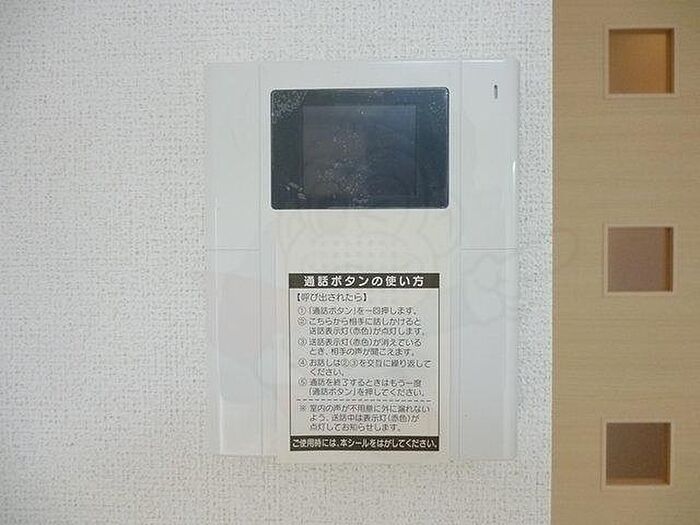 通話ボタンの使い方
【呼び出されたら】
①「通話ボタン」を一回押します。
②こちらから相手に話しかけると
送話表示灯(赤色)が点灯します。
③送話表示灯(赤色)が消えている
とき、相手の声が聞こえます。
④お話しは②③を交互に繰り返して
ください。
⑤通話を終了するときはもう一度
「通話ボタン」を押してください。
※室内の声が不用意に外に漏れない
よう、送話中は表示灯(赤色)が
点灯してお知らせします。
ご使用時には、本シールをはがしてください。